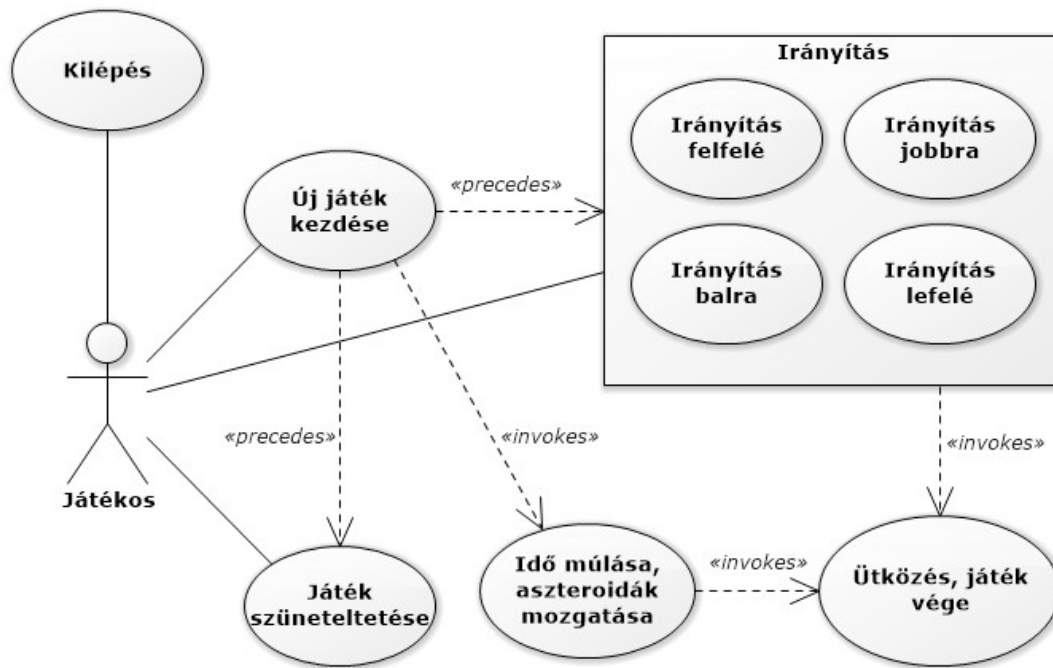 Kilépés
Irányítás
Irányítás
felfelé
Irányítás
jobbra
Új játék
kezdése
«precedes»
Irányítás
balra
Irányítás
lefelé
«precedes»
«invokes»
«invokes»
Játékos
Játék
szüneteltetése
Idő múlása,
aszteroidák
mozgatása
«invokes»
Ütközés, játék
vége